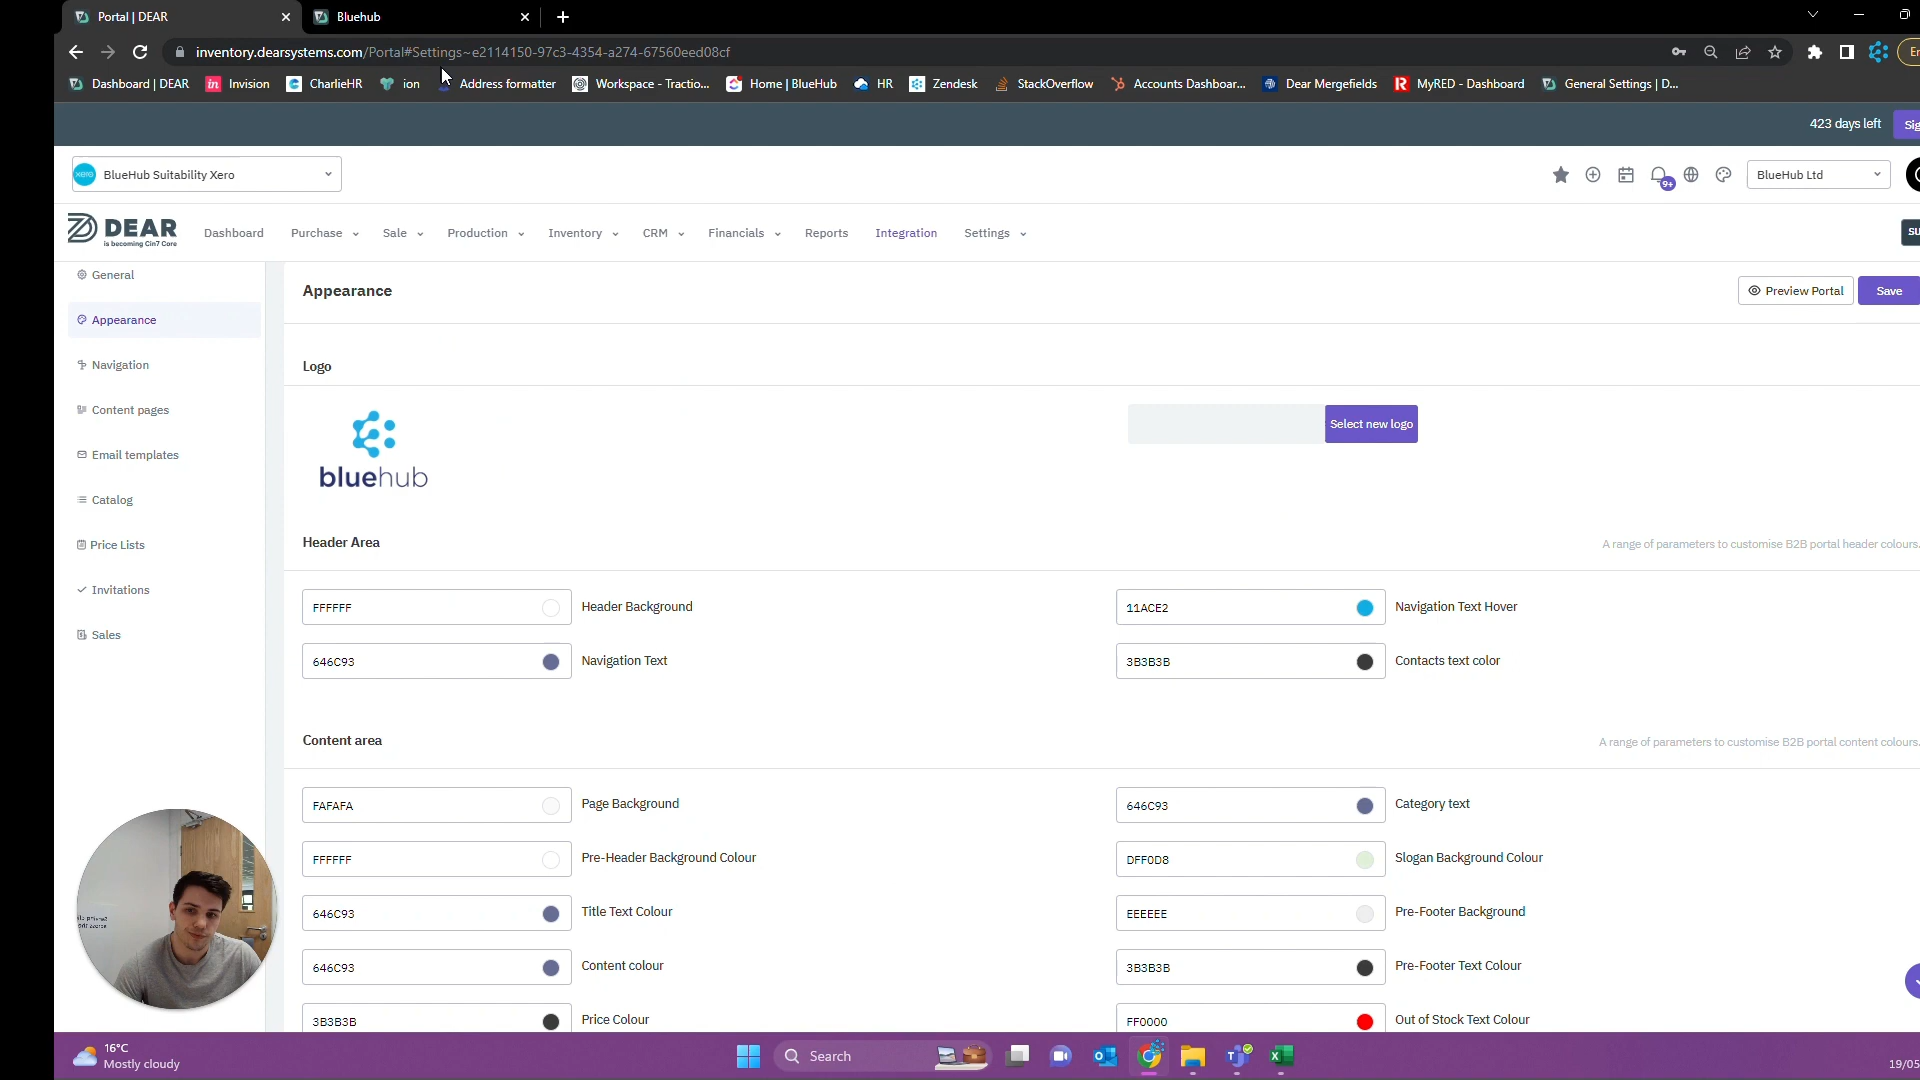 Portal | DEAR
Bluehub
inventory.dearsystems.com/Portal#Settings~e2114150-97c3-4354-a274-67560eed08cf
En
Dashboard | DEAR
Invision
CharlieHR
ion
Address formatter
Workspace - Tractio...
Home | BlueHub
HR
Zendesk
StackOverflow
Accounts Dashboar...
Dear Mergefields
MyRED - Dashboard
General Settings | D...
423 days left
Sig
xero
BlueHub Suitability Xero
9+
BlueHub Ltd
DEAR
is becoming Cin7 Core
Dashboard
Purchase
Sale
Production
Inventory
CRM
Financials
Reports
Integration
Settings
SU
General
Appearance
Navigation
Content pages
Email templates
Catalog
Price Lists
Invitations
Sales
Appearance
Preview Portal
Save
Logo
bluehub
Select new logo
Header Area
A range of parameters to customise B2B portal header colours.
FFFFFF
Header Background
11ACE2
Navigation Text Hover
646C93
Navigation Text
3B3B3B
Contacts text color
Content area
A range of parameters to customise B2B portal content colours.
FAFAFA
Page Background
646C93
Category text
FFFFFF
Pre-Header Background Colour
DFF0D8
Slogan Background Colour
646C93
Title Text Colour
EEEEEE
Pre-Footer Background
646C93
Content colour
3B3B3B
Pre-Footer Text Colour
3B3B3B
Price Colour
FF0000
Out of Stock Text Colour
16°C
Mostly cloudy
Search
19/05